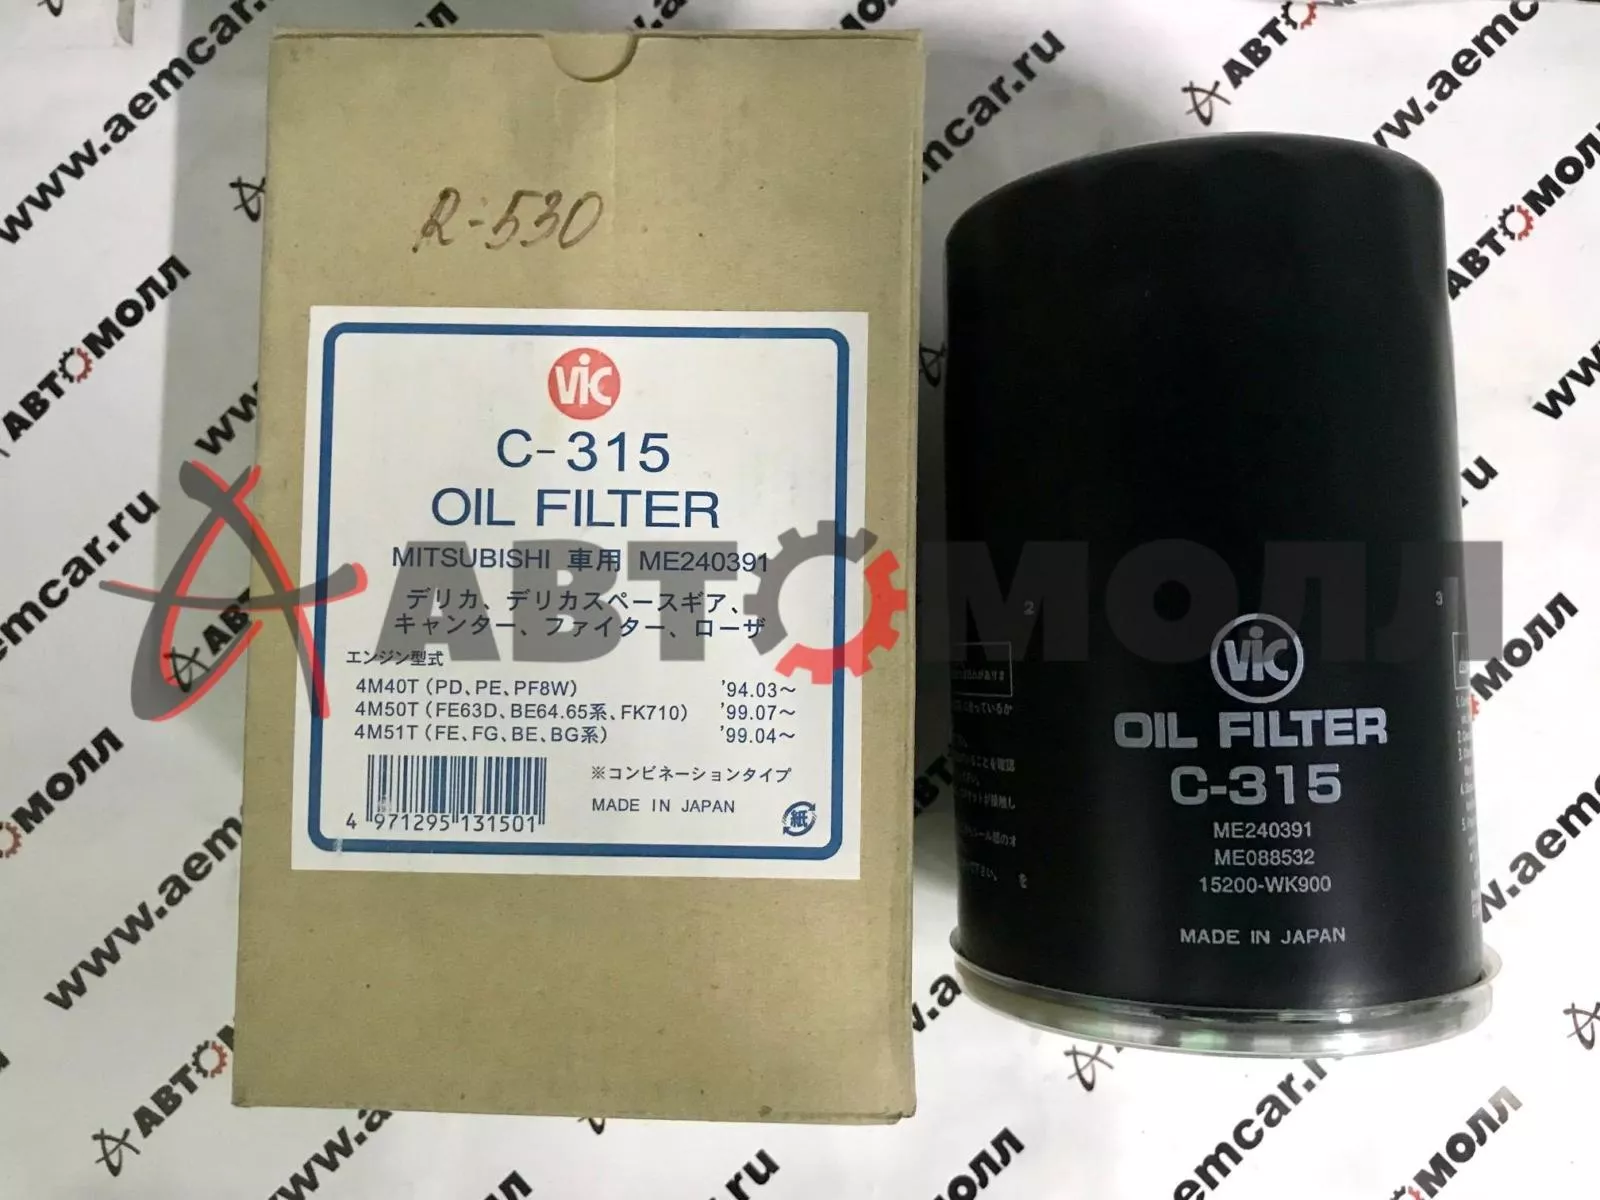 R-530
VIC
C-315
OIL FILTER
MITSUBISHI 車用 ME240391
デリカ、デリカスペースギア、
キャンター、ファイター、ローザ
エンジン型式
4M40T (PD、PE、PF8W) '94.03～
4M50T (FE63D、BE64.65系、FK710) '99.07～
4M51T (FE、FG、BE、BG系) '99.04～
※コンビネーションタイプ
MADE IN JAPAN
紙
4 971295 131501
АВТОМОЛЛ
2
3
VIC
OIL FILTER
C-315
ME240391
ME088532
15200-WK900
MADE IN JAPAN
www.aemcar.ru
АВТОМОЛЛ